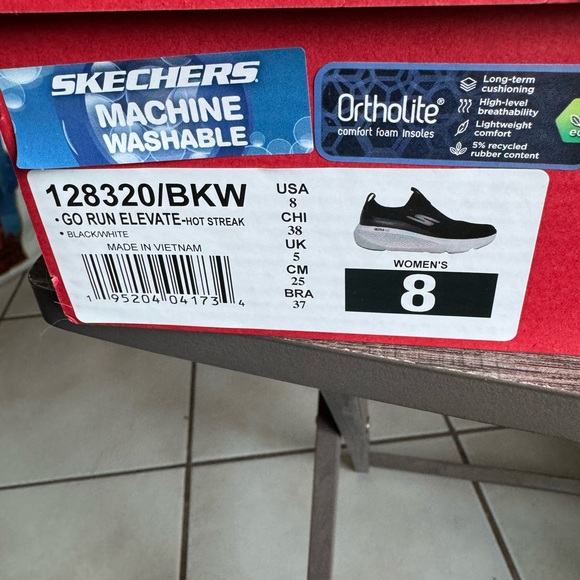 SKECHERS
MACHINE
WASHABLE
Ortholite®
comfort foam insoles
Long-term
cushioning
High-level
breathability
Lightweight
comfort
5% recycled
rubber content
128320/BKW
• GO RUN ELEVATE-HOT STREAK
• BLACK/WHITE
MADE IN VIETNAM
1 95204 04173 4
USA
8
CHI
38
UK
5
CM
25
BRA
37
WOMEN'S
8